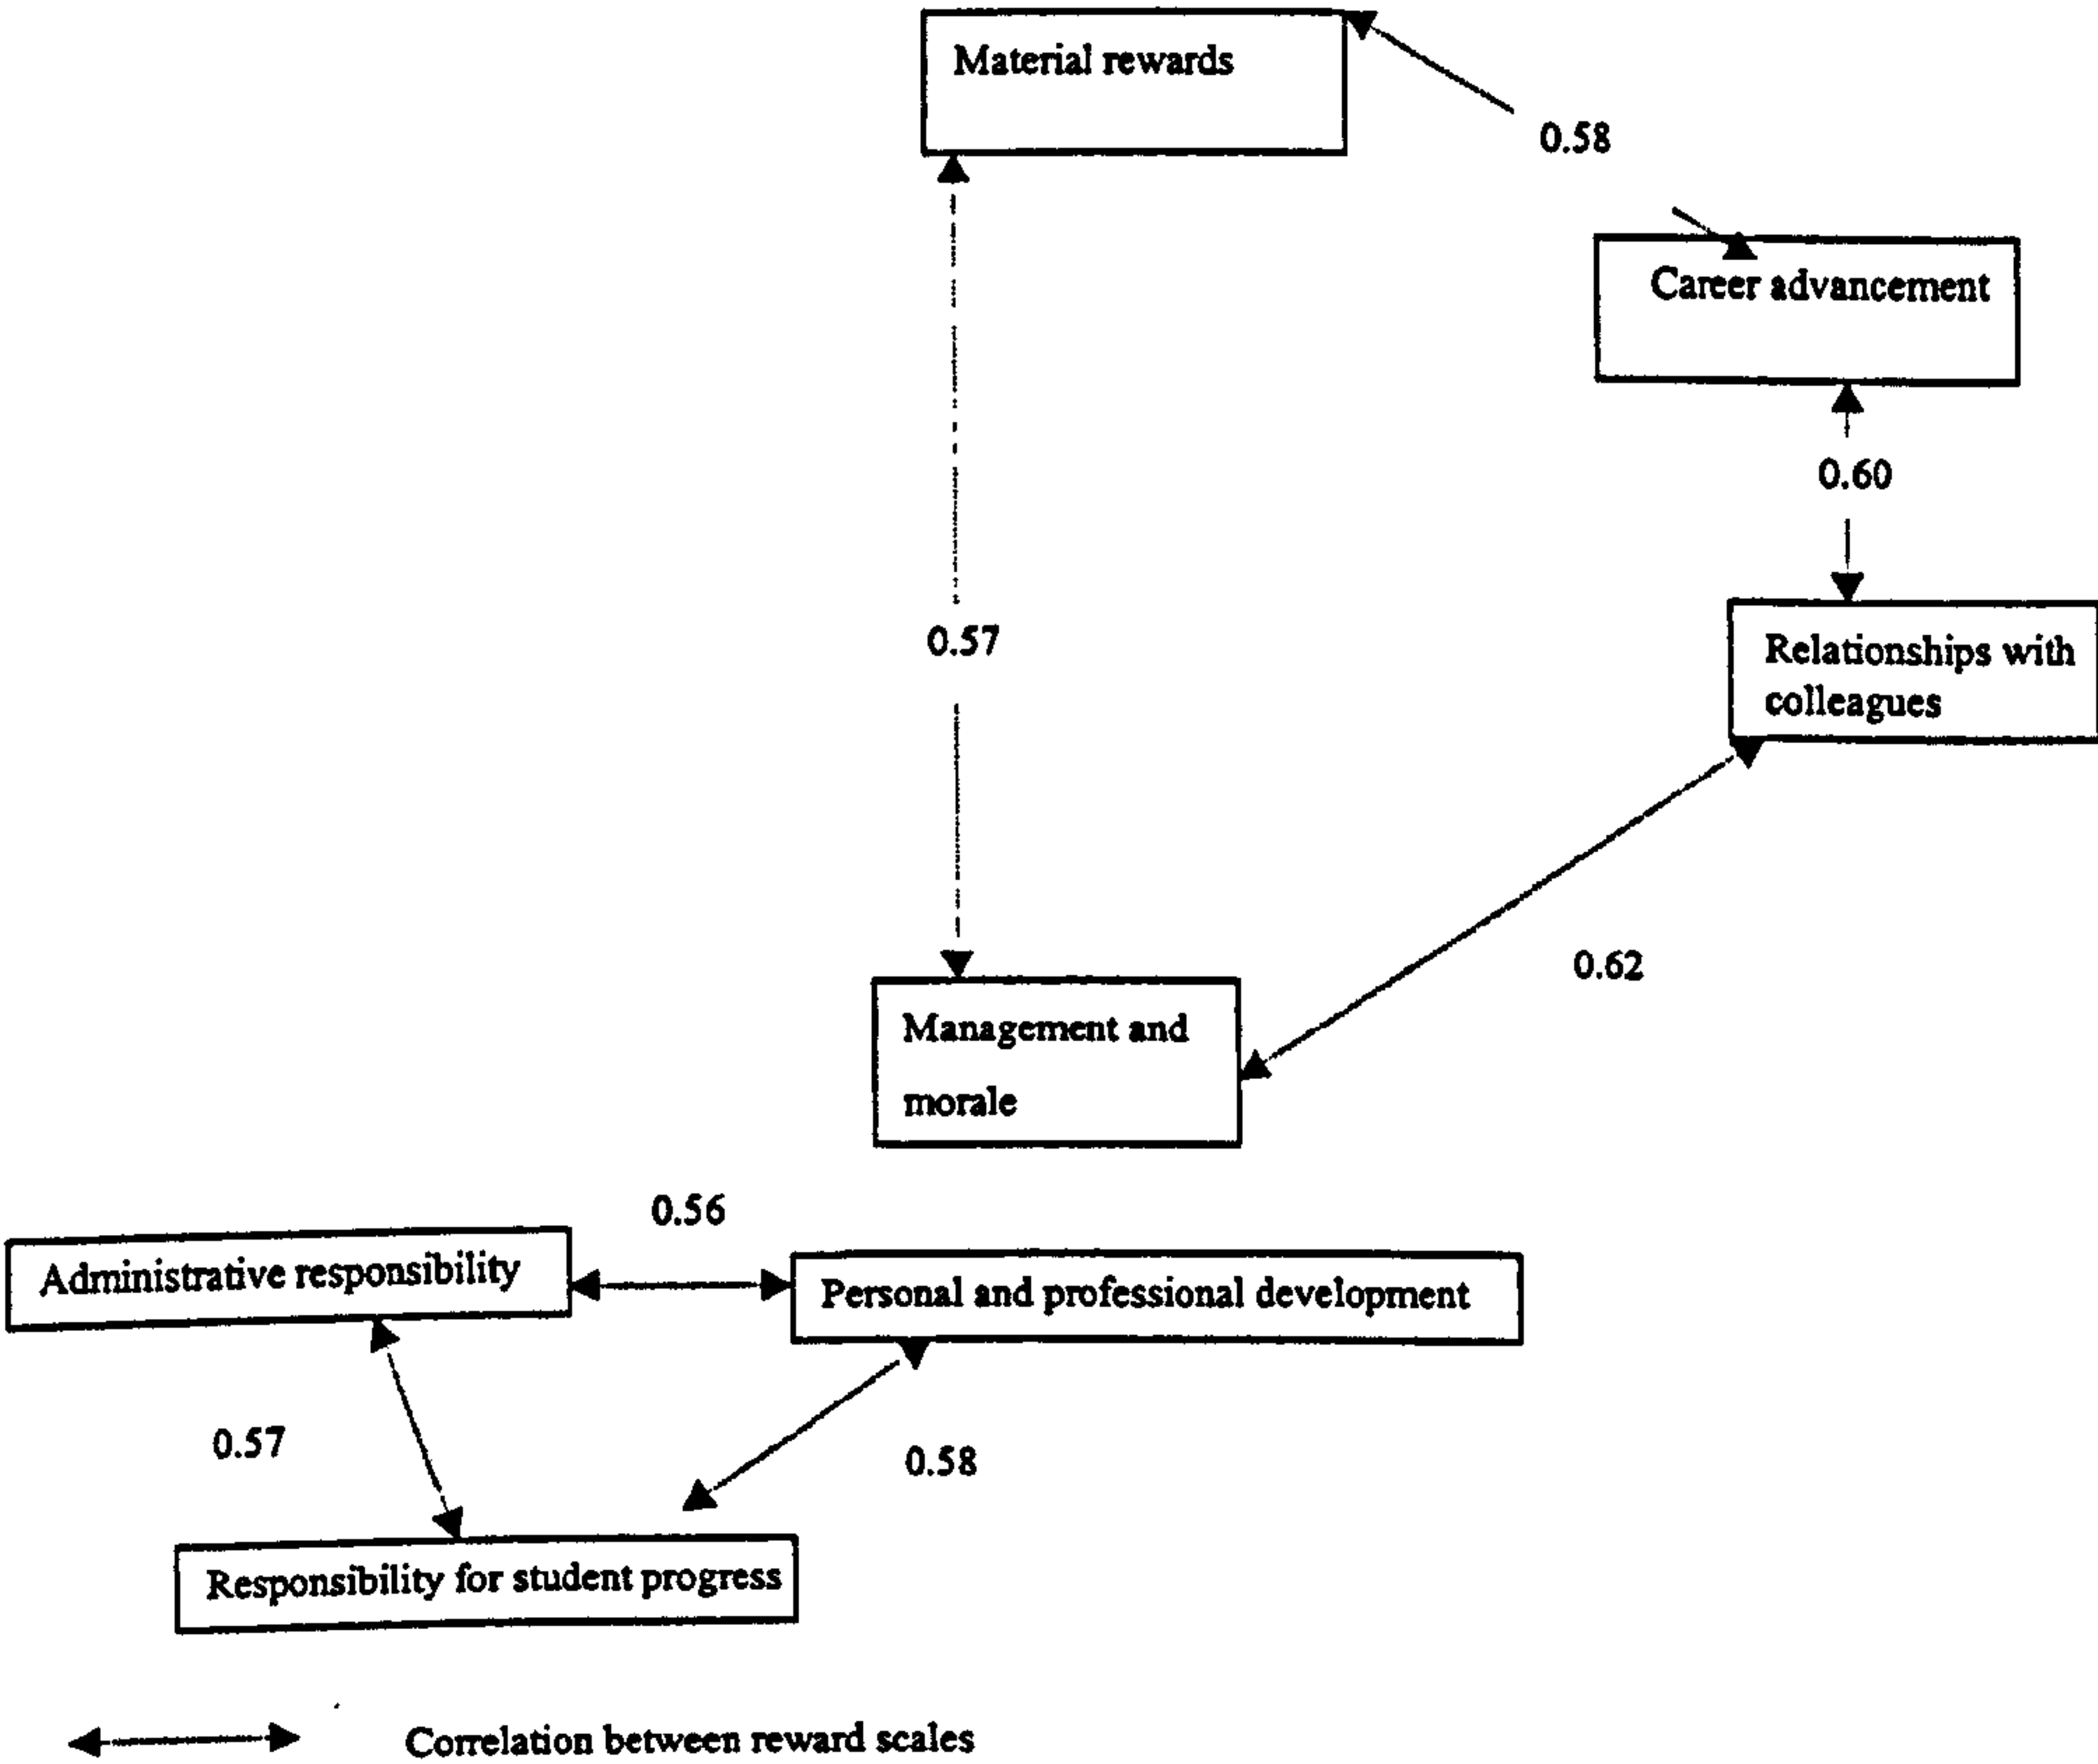 Material rewards
0.58
Career advancement
0.60
0.57
Relationships with
colleagues
0.62
Management and
morale
0.56
Administrative responsibility
Personal and professional development
0.57
0.58
Responsibility for student progress
Correlation between reward scales